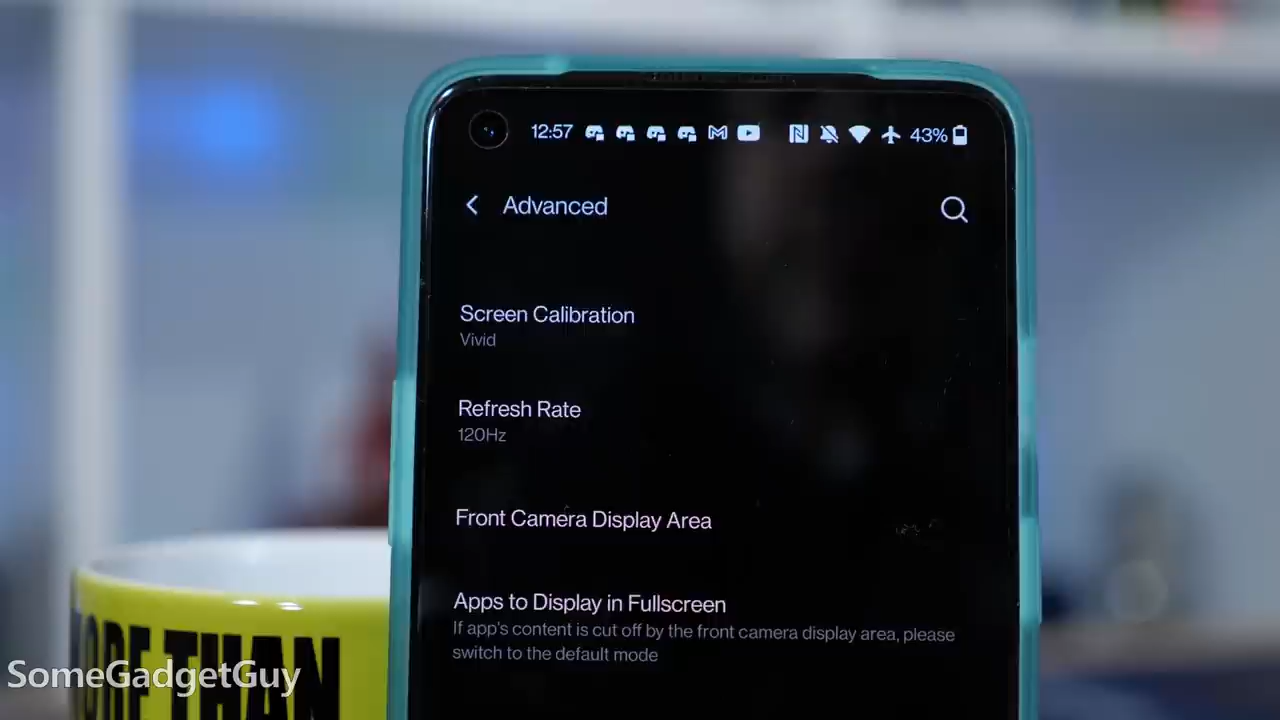 12:57
43%
Advanced
Screen Calibration
Vivid
Refresh Rate
120Hz
Front Camera Display Area
Apps to Display in Fullscreen
If app's content is cut off by the front camera display area, please
switch to the default mode
THAN
SomeGadgetGuy